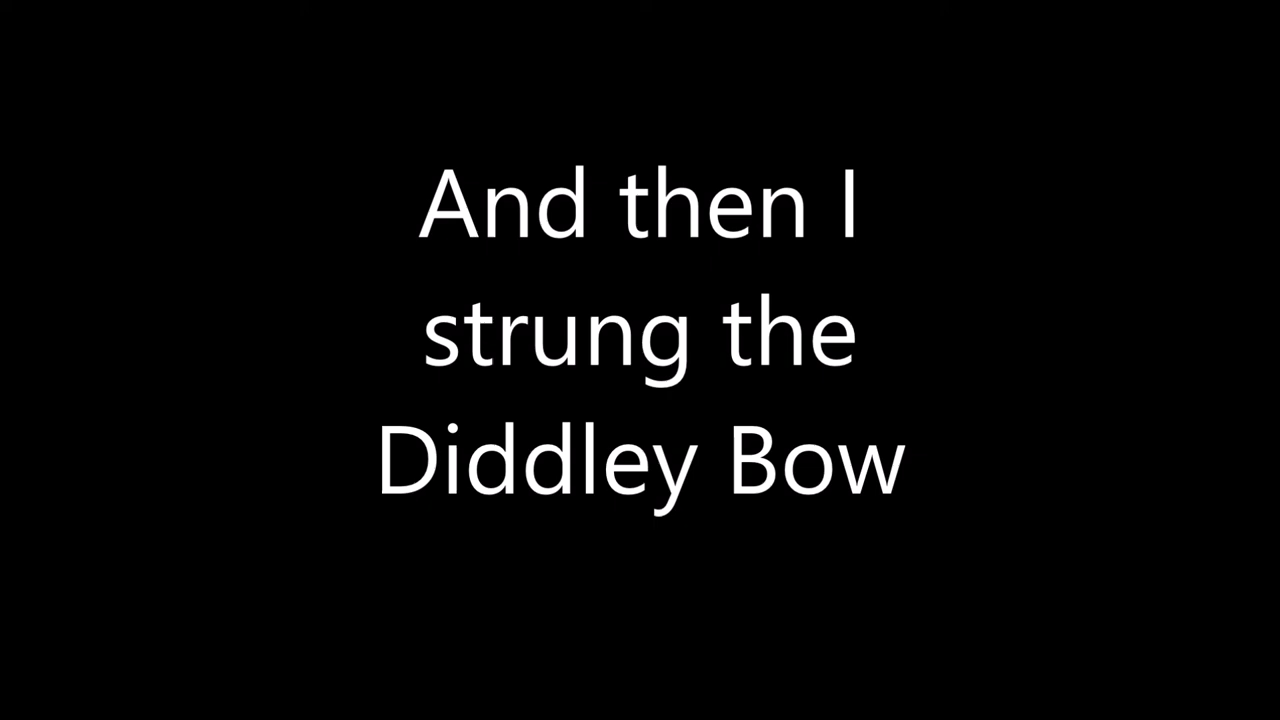 And then I
strung the
Diddley Bow